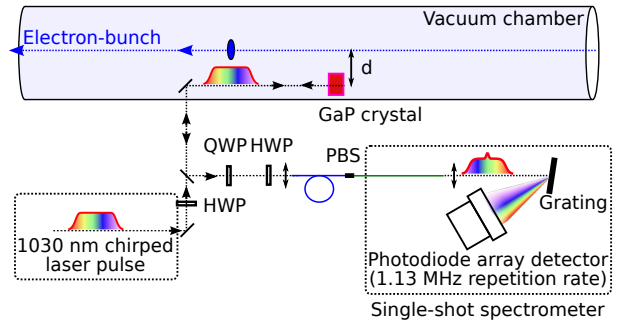 Vacuum chamber
Electron-bunch
d
GaP crystal
QWP HWP
PBS
HWP
Grating
1030 nm chirped
laser pulse
Photodiode array detector
(1.13 MHz repetition rate)
Single-shot spectrometer